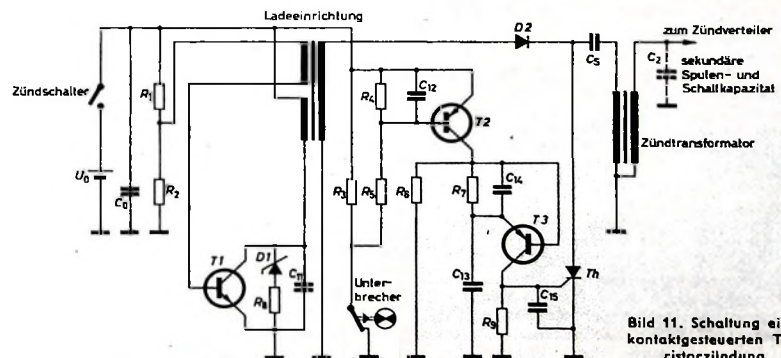 Ladeeinrichtung
D2
zum Zündverteiler
C5
C2
sekundäre
Spulen- und
Schaltkapazität
Zündschalter
R1
R4
C12
T2
Zündtransformator
U0
C0
R2
R3
R5
R6
R7
C14
T3
T1
D1
R8
C11
Unter-
brecher
C13
R9
C15
Th
Bild 11. Schaltung ei
kontaktgesteuerten T
ristorzündung